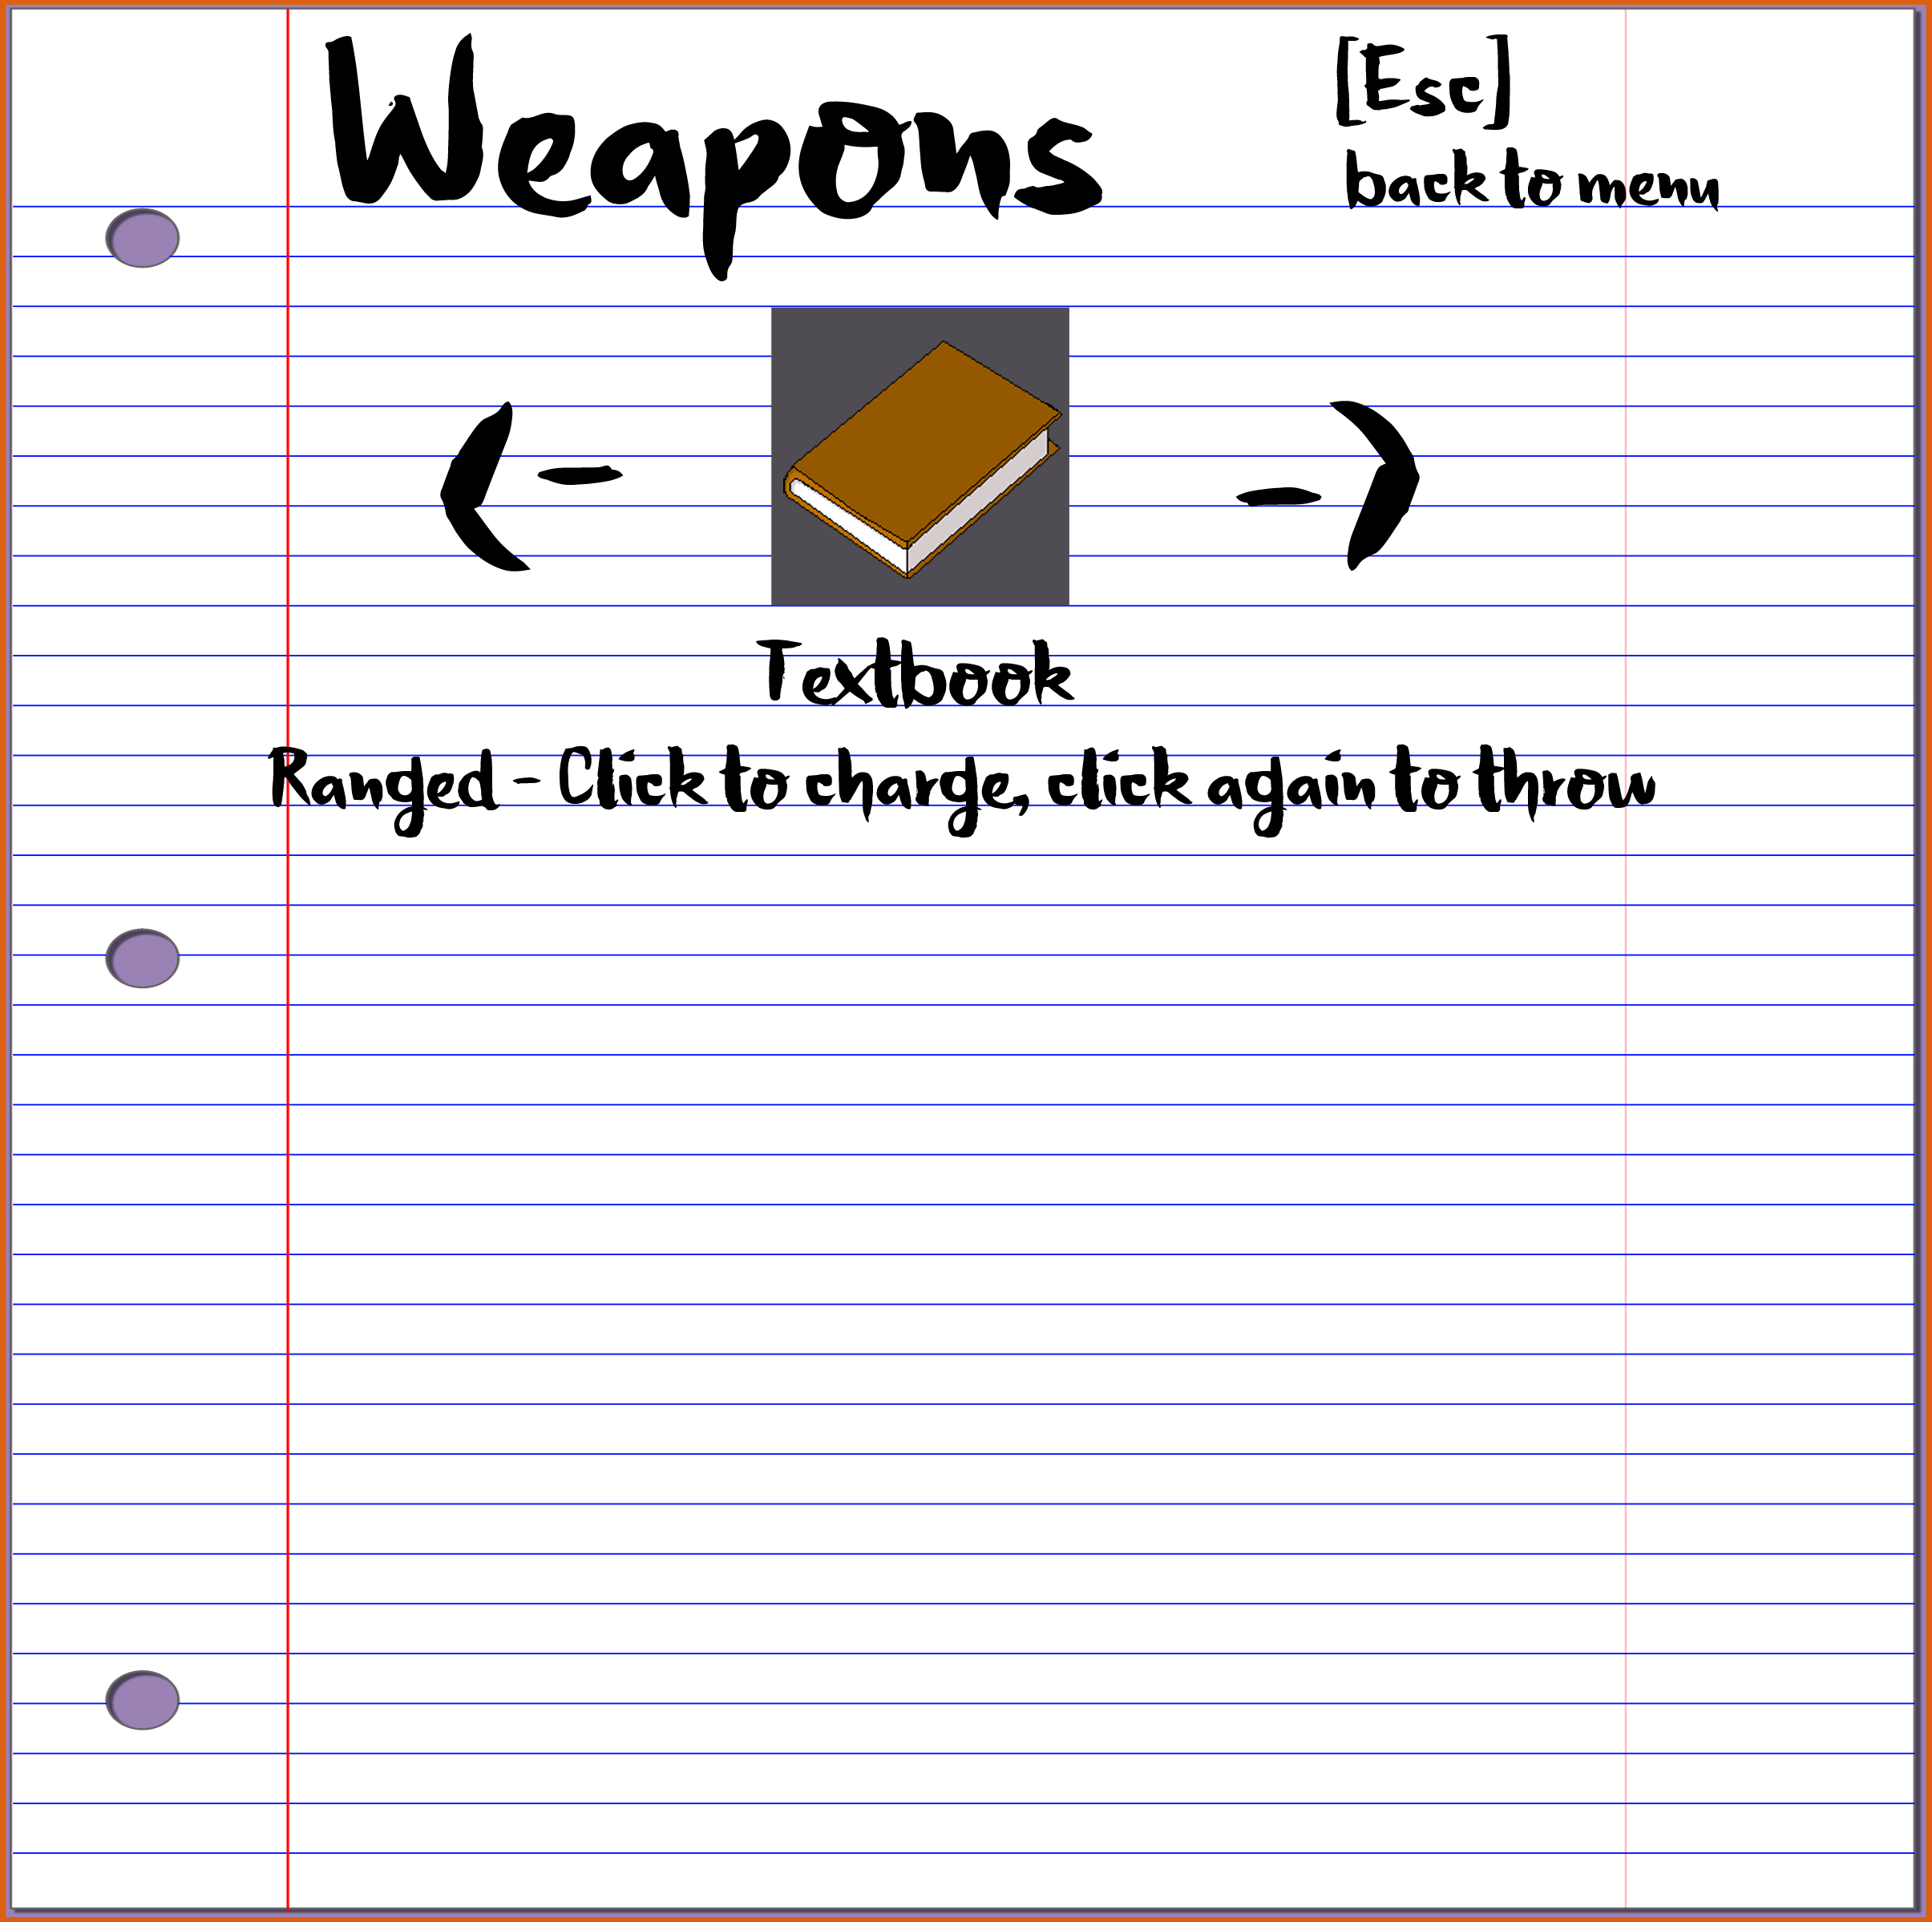 Weapons
[Esc]
back to menu
<- ->
Textbook
Ranged - Click to charge, click again to throw